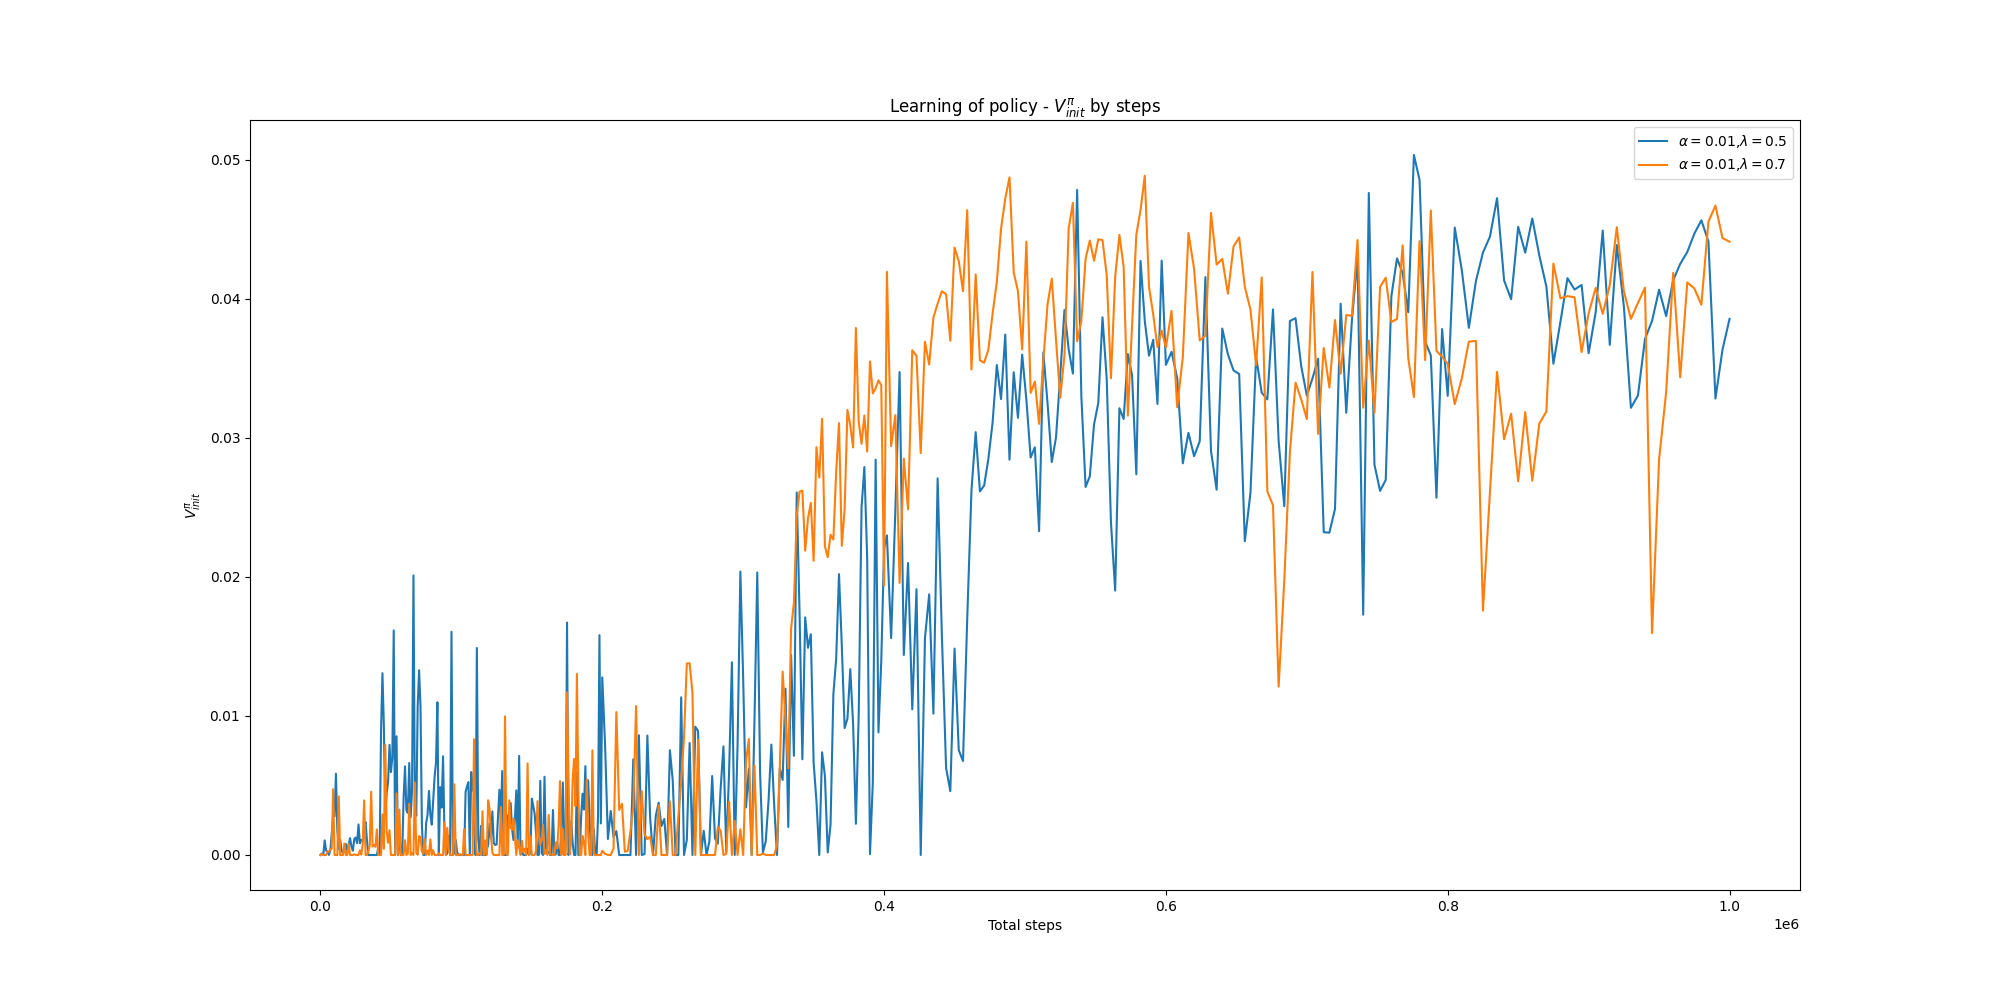 Learning of policy - $V_{init}^{\pi}$ by steps
α = 0.01,λ = 0.5
α = 0.01,λ = 0.7
0.05
0.04
0.03
0.02
0.01
0.00
$V_{init}^{\pi}$
0.0 0.2 0.4 0.6 0.8 1.0
Total steps
1e6